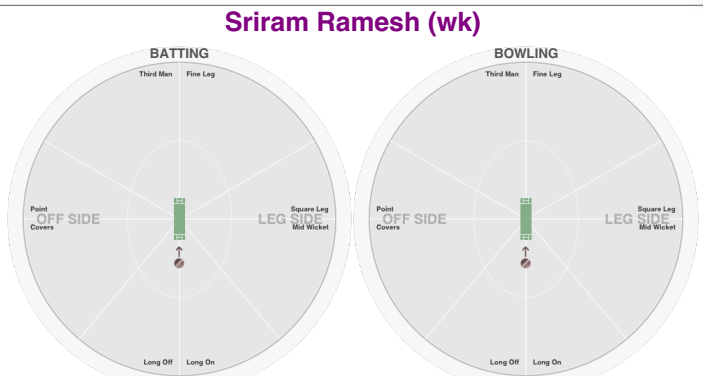 Sriram Ramesh (wk)
BATTING
Third Man Fine Leg
Point
OFF SIDE
Covers
Square Leg
LEG SIDE
Mid Wicket
Long Off Long On
BOWLING
Third Man Fine Leg
Point
OFF SIDE
Covers
Square Leg
LEG SIDE
Mid Wicket
Long Off Long On